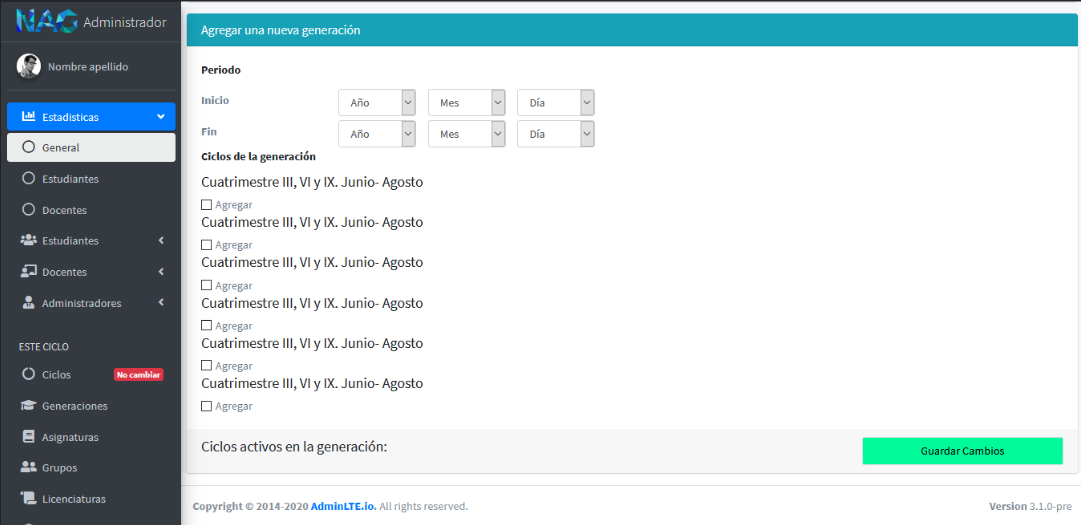 NAG Administrador
Nombre apellido
Estadisticas
General
Estudiantes
Docentes
Estudiantes
Docentes
Administradores
ESTE CICLO
Ciclos No cambiar
Generaciones
Asignaturas
Grupos
Licenciaturas
Agregar una nueva generación
Periodo
Inicio Año Mes Día
Fin Año Mes Día
Ciclos de la generación
Cuatrimestre III, VI y IX. Junio- Agosto
Agregar
Cuatrimestre III, VI y IX. Junio- Agosto
Agregar
Cuatrimestre III, VI y IX. Junio- Agosto
Agregar
Cuatrimestre III, VI y IX. Junio- Agosto
Agregar
Cuatrimestre III, VI y IX. Junio- Agosto
Agregar
Cuatrimestre III, VI y IX. Junio- Agosto
Agregar
Ciclos activos en la generación: Guardar Cambios
Copyright © 2014-2020 AdminLTE.io. All rights reserved. Version 3.1.0-pre